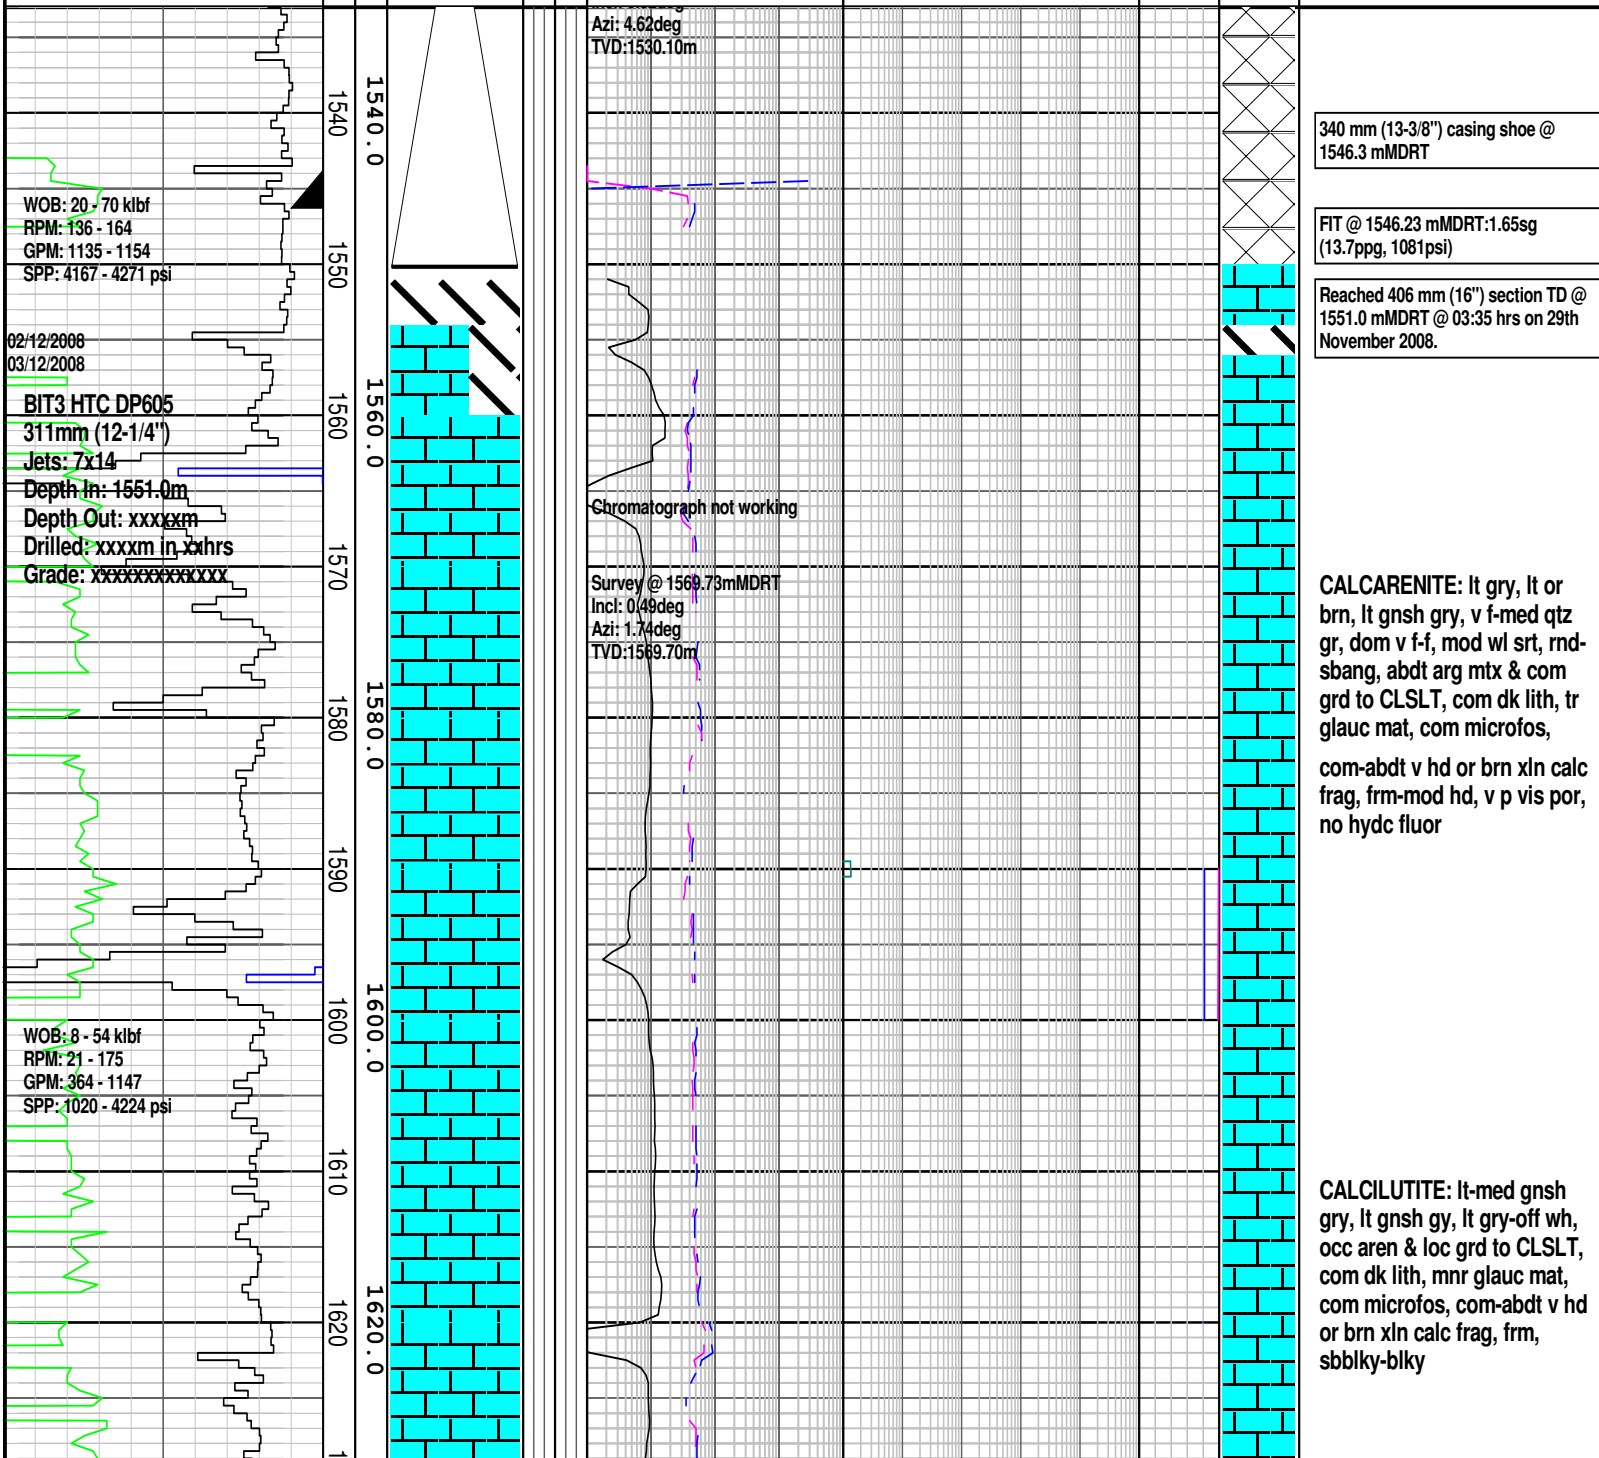 Azi: 4.62deg
TVD:1530.10m
1540
1540.0
340 mm (13-3/8") casing shoe @
1546.3 mMDRT
WOB: 20 - 70 klbf
RPM: 136 - 164
GPM: 1135 - 1154
SPP: 4167 - 4271 psi
FIT @ 1546.23 mMDRT:1.65sg
(13.7ppg, 1081psi)
1550
Reached 406 mm (16") section TD @
1551.0 mMDRT @ 03:35 hrs on 29th
November 2008.
02/12/2008
03/12/2008
BIT3 HTC DP605
311mm (12-1/4")
Jets: 7x14
Depth In: 1551.0m
Depth Out: xxxxxm
Drilled: xxxxm in xxhrs
Grade: xxxxxxxxxxxxx
1560
1560.0
Chromatograph not working
1570
Survey @ 1569.73mMDRT
Incl: 0.49deg
Azi: 1.74deg
TVD:1569.70m
CALCARENITE: lt gry, lt or
brn, lt gnsh gry, v f-med qtz
gr, dom v f-f, mod wl srt, rnd-
sbang, abdt arg mtx & com
grd to CLSLT, com dk lith, tr
glauc mat, com microfos,
com-abdt v hd or brn xln calc
frag, frm-mod hd, v p vis por,
no hydc fluor
1580
1580.0
1590
1600
1600.0
WOB: 8 - 54 klbf
RPM: 21 - 175
GPM: 364 - 1147
SPP: 1020 - 4224 psi
1610
CALCILUTITE: lt-med gnsh
gry, lt gnsh gy, lt gry-off wh,
occ aren & loc grd to CLSLT,
com dk lith, mnr glauc mat,
com microfos, com-abdt v hd
or brn xln calc frag, frm,
sbblky-blky
1620
1620.0